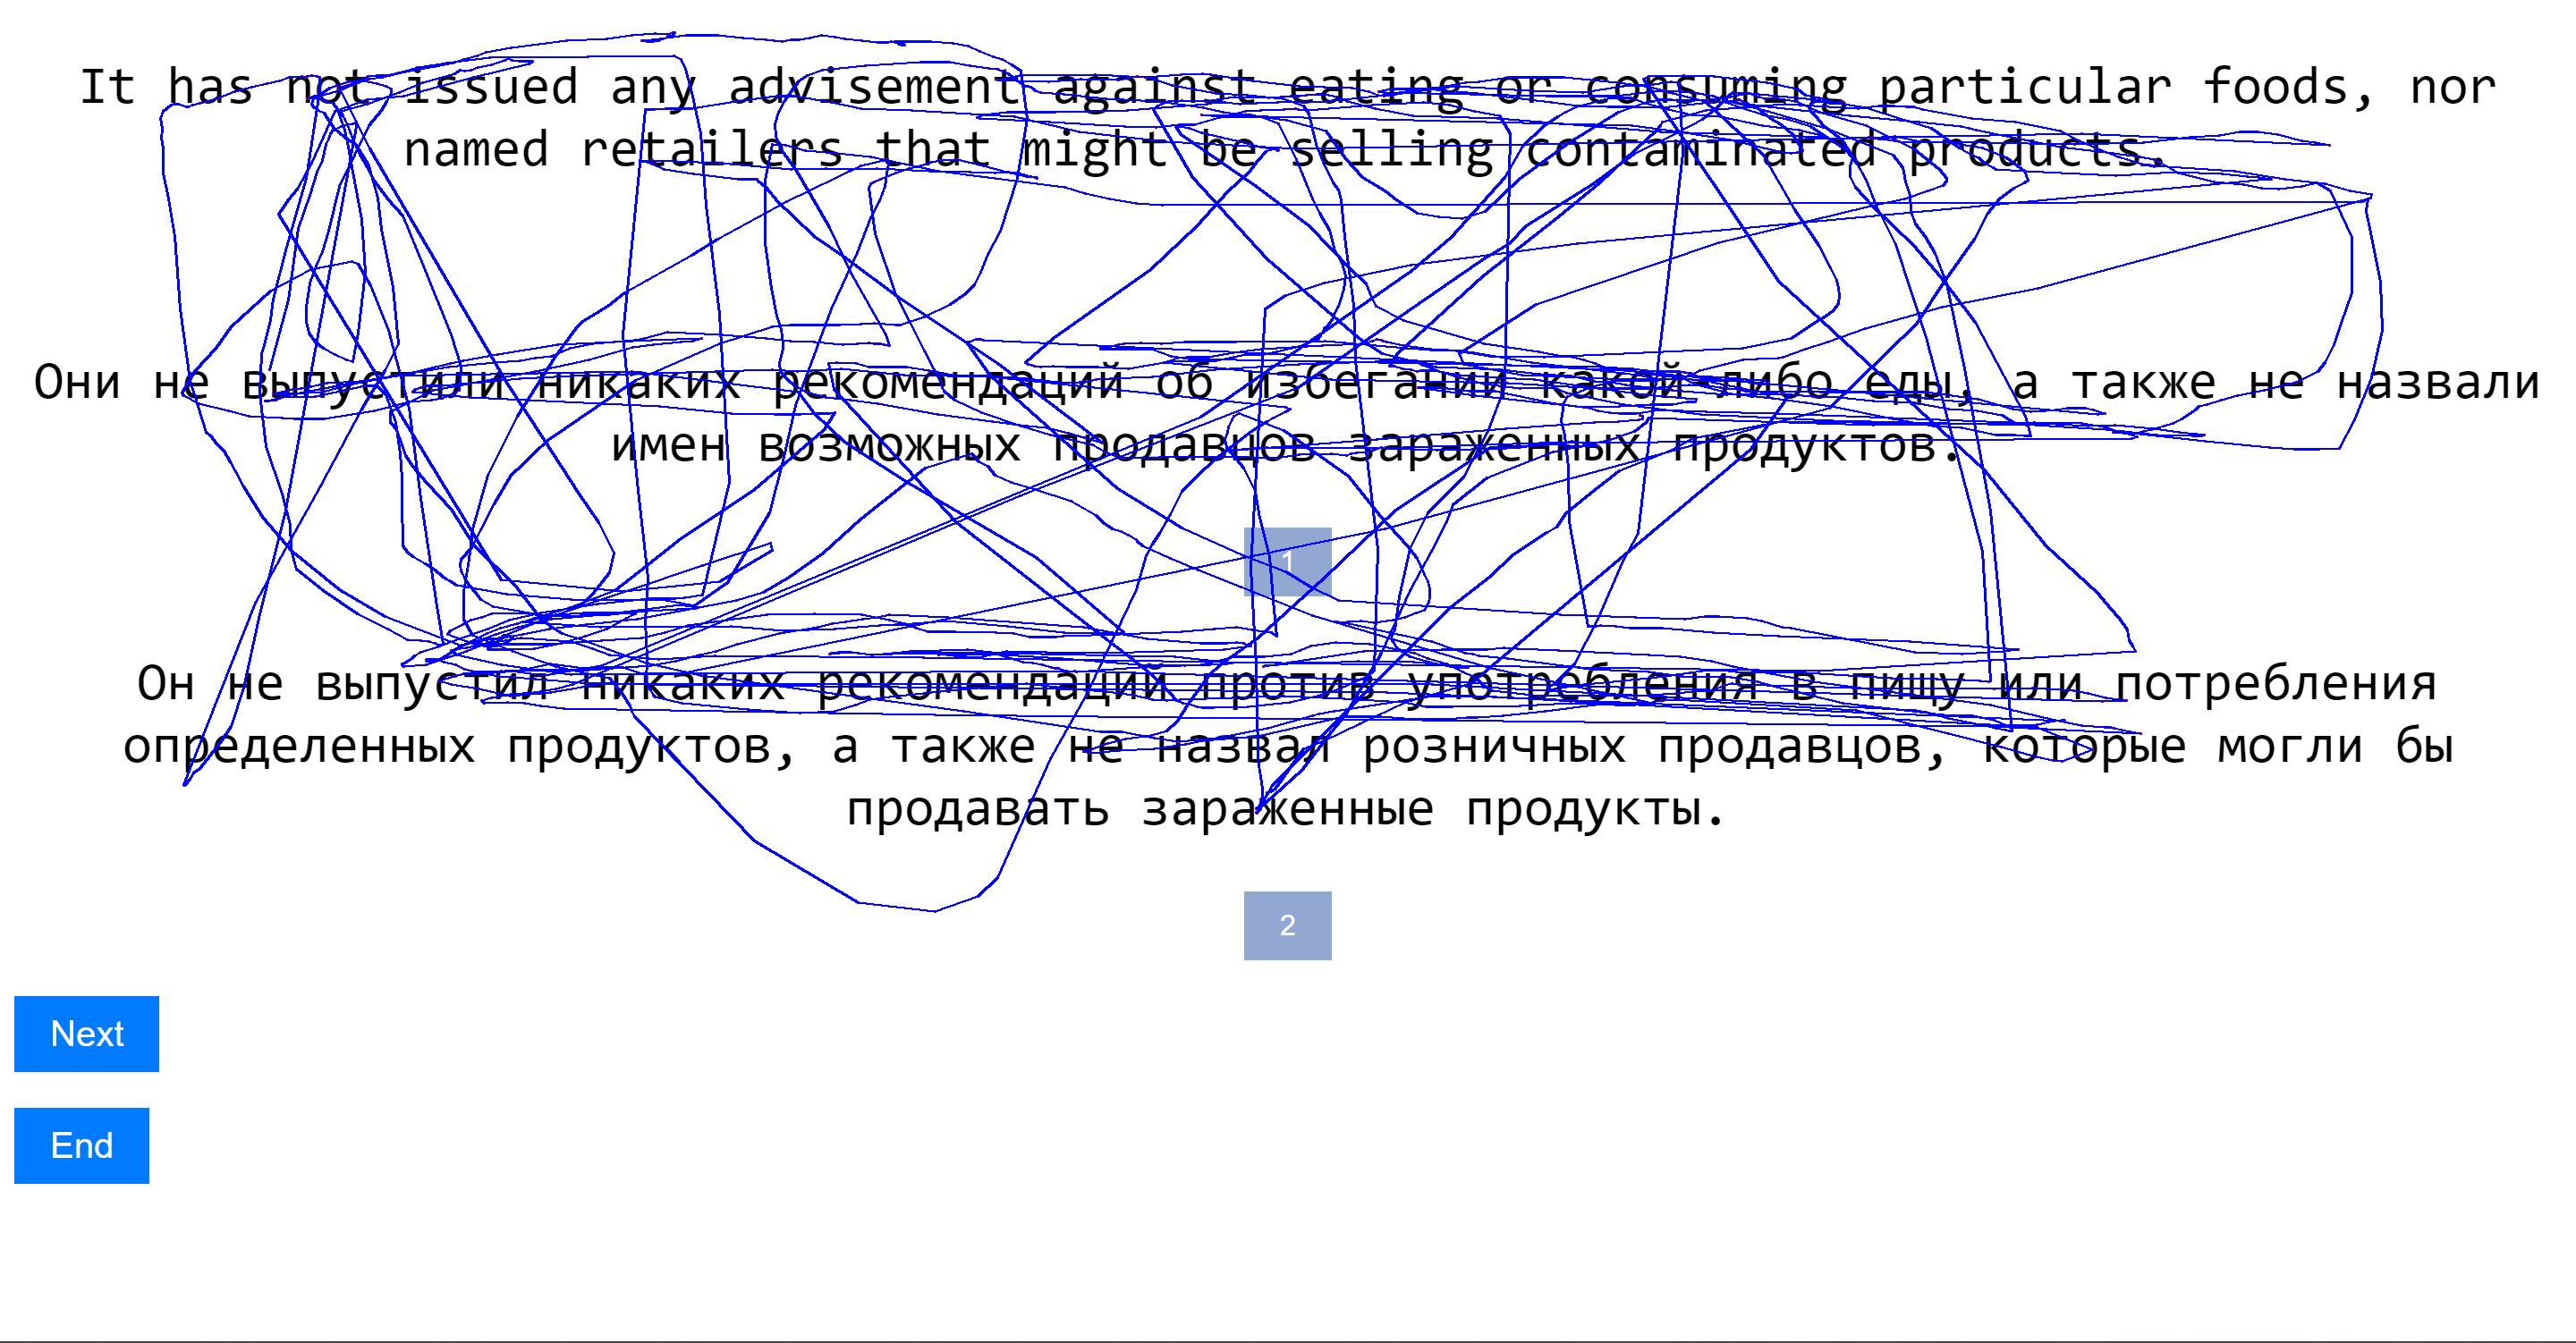 It has not issued any advisement against eating or consuming particular foods, nor
named retailers that might be selling contaminated products.
Они не выпустили никаких рекомендаций об избегании какой-либо еды, а также не назвали
имен возможных продавцов зараженных продуктов.
1
Он не выпустил никаких рекомендаций против употребления в пищу или потребления
определенных продуктов, а также не назвал розничных продавцов, которые могли бы
продавать зараженные продукты.
2
Next
End